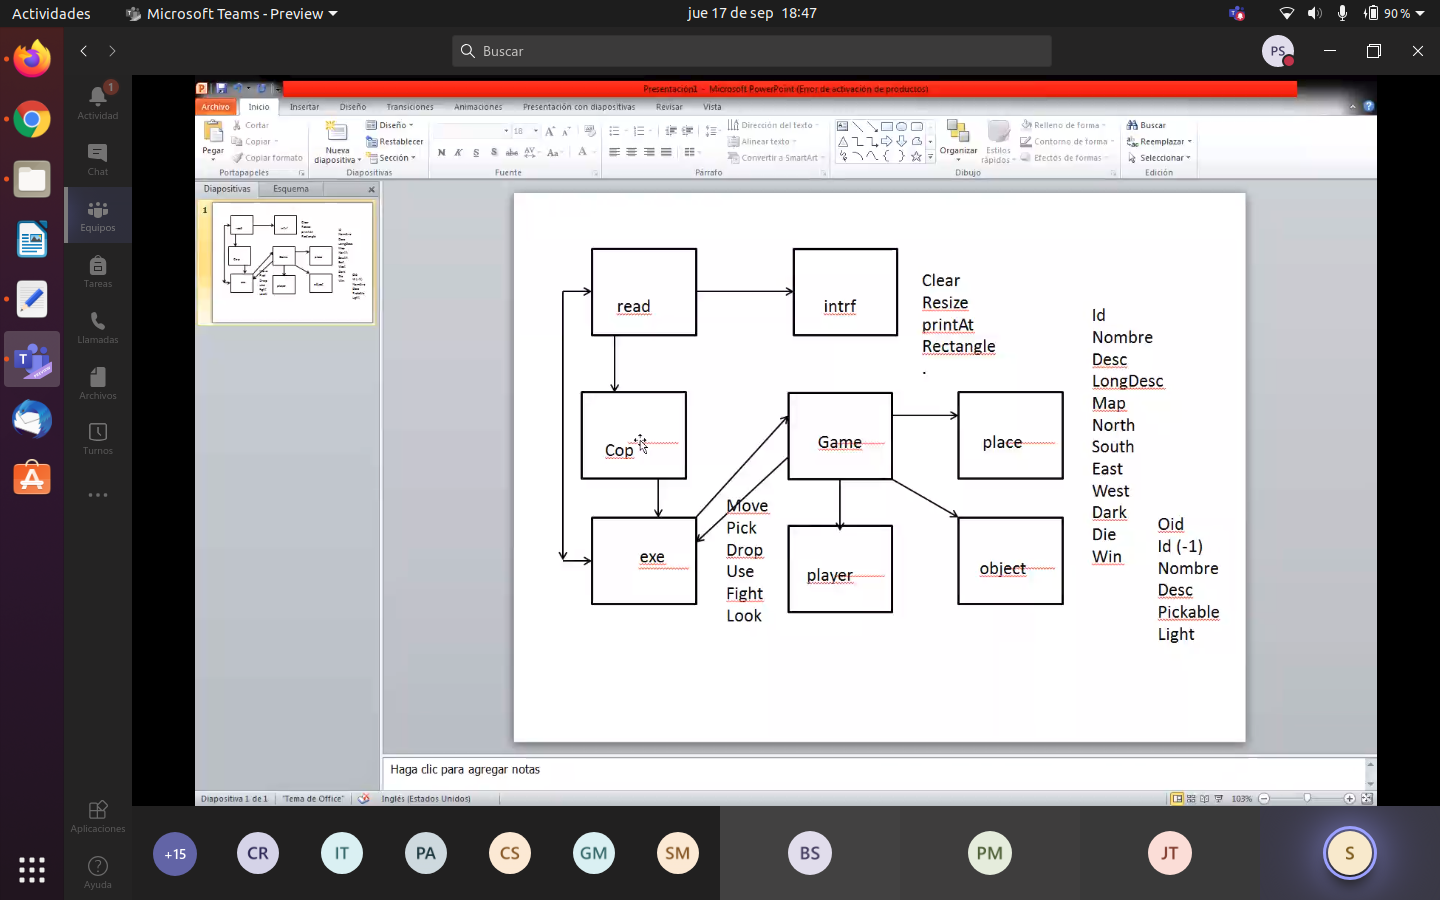 Actividades
Microsoft Teams - Preview
jue 17 de sep 18:47
90 %
Buscar
PS
1
Actividad
Chat
Equipos
Tareas
Llamadas
Archivos
Turnos
Aplicaciones
Ayuda
Presentación1 - Microsoft PowerPoint (Error de activación de productos)
Archivo
Inicio
Insertar
Diseño
Transiciones
Animaciones
Presentación con diapositivas
Revisar
Vista
Pegar
Cortar
Copiar
Copiar formato
Portapapeles
Nueva
diapositiva
Diseño
Restablecer
Sección
Diapositivas
18
N K S S abc AV Aa A
Fuente
Dirección del texto
Alinear texto
Convertir a SmartArt
Párrafo
Organizar
Estilos
rápidos
Relleno de forma
Contorno de forma
Efectos de formas
Dibujo
Buscar
Reemplazar
Seleccionar
Edición
Diapositivas
Esquema
1
read
intrf
Clear
Resize
printAt
Rectangle
.
Cop
Game
place
exe
player
object
Move
Pick
Drop
Use
Fight
Look
Id
Nombre
Desc
LongDesc
Map
North
South
East
West
Dark
Die
Win
Oid
Id (-1)
Nombre
Desc
Pickable
Light
Haga clic para agregar notas
Diapositiva 1 de 1
"Tema de Office"
Inglés (Estados Unidos)
103%
+15
CR
IT
PA
CS
GM
SM
BS
PM
JT
S